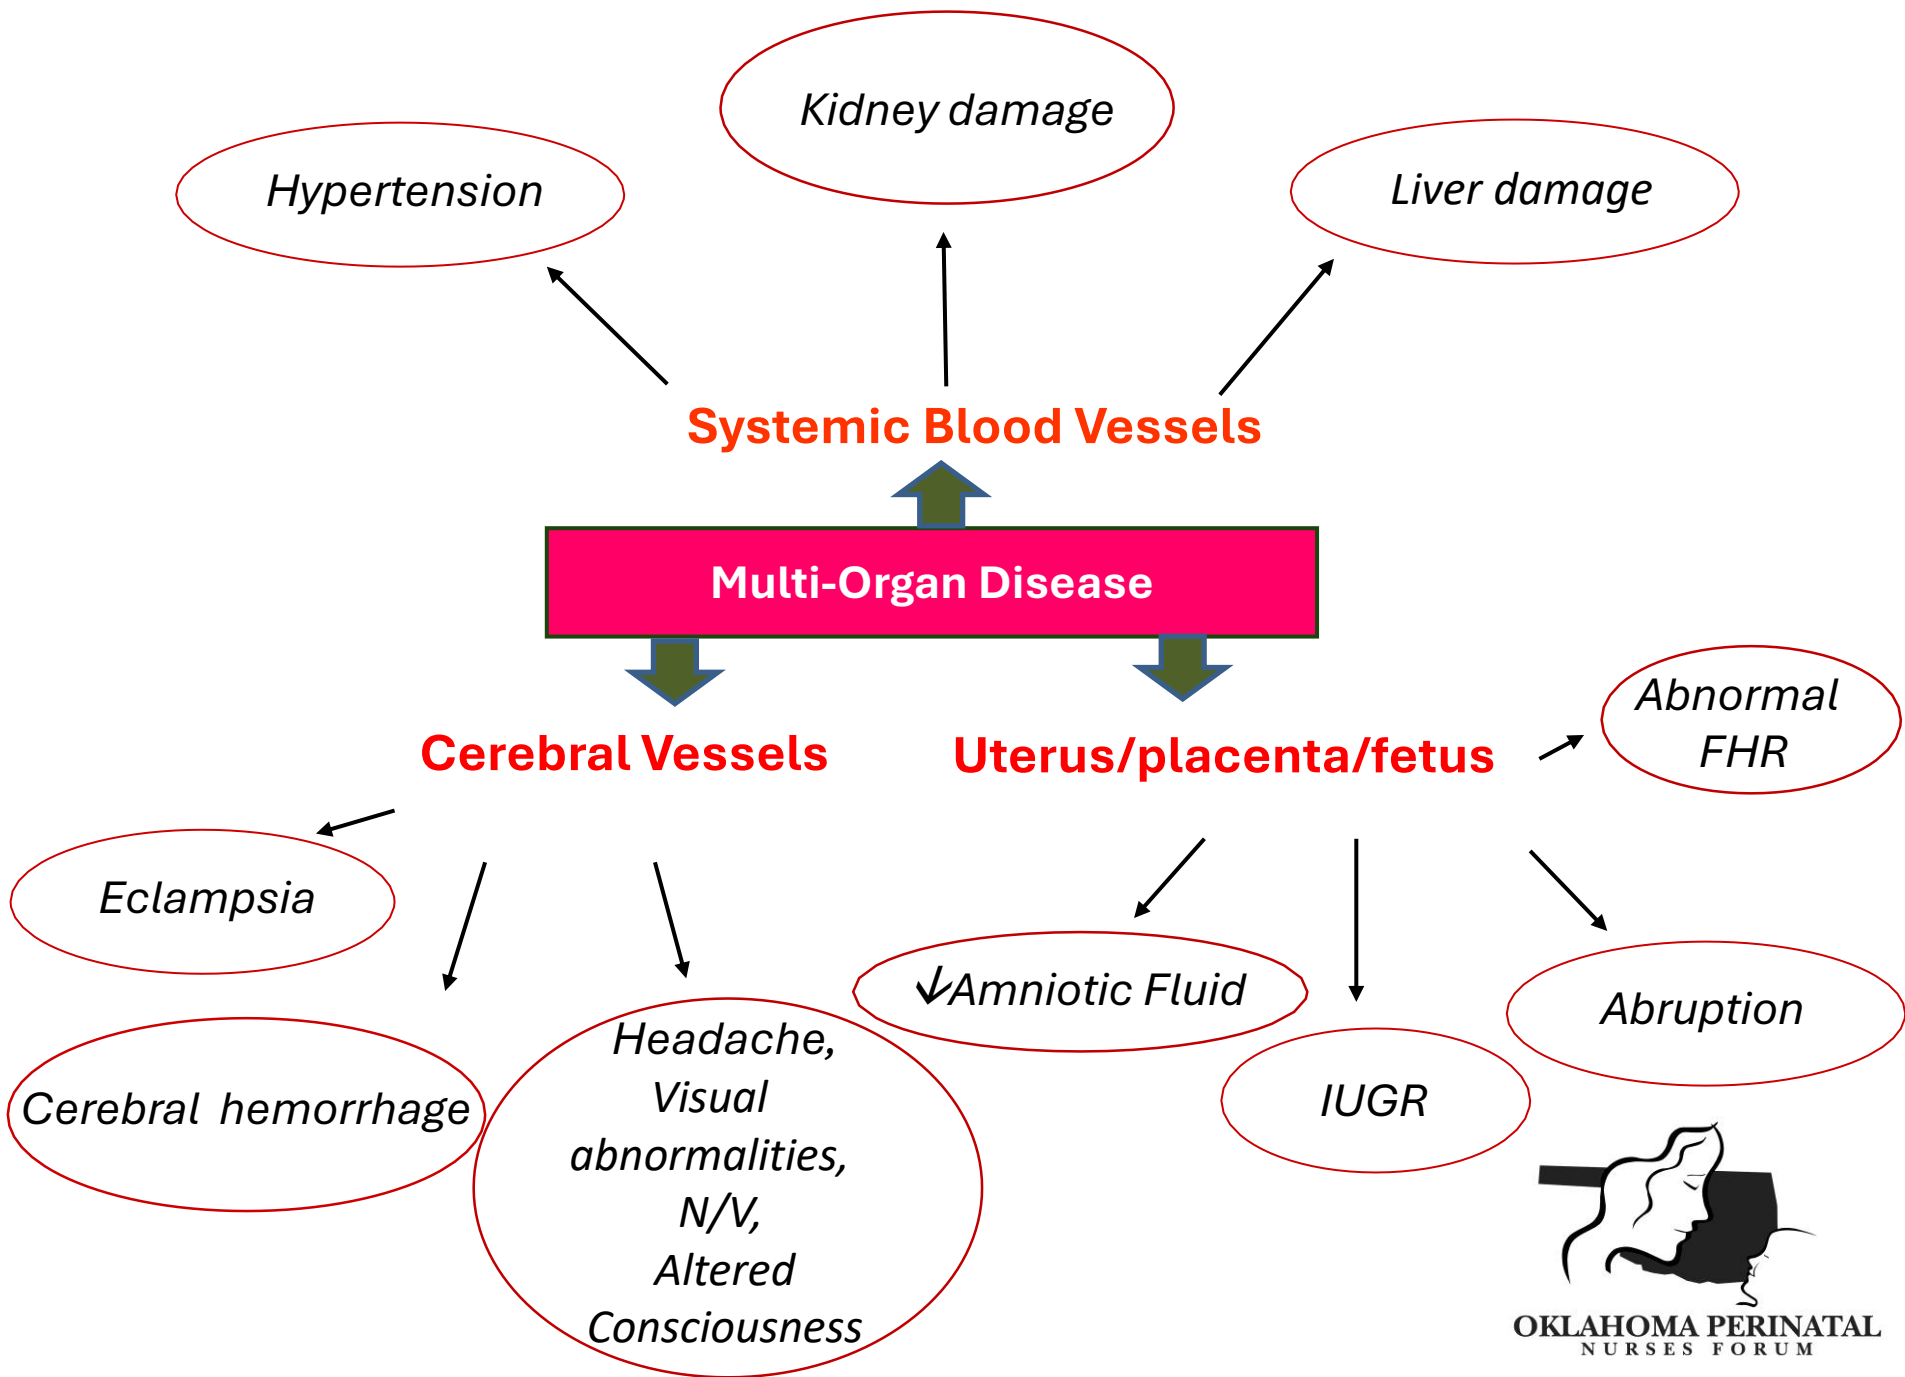 Kidney damage
Hypertension
Liver damage
Systemic Blood Vessels
Multi-Organ Disease
Cerebral Vessels
Uterus/placenta/fetus
Abnormal
FHR
Eclampsia
Cerebral hemorrhage
Headache,
Visual
abnormalities,
N/V,
Altered
Consciousness
↓Amniotic Fluid
IUGR
Abruption
OKLAHOMA PERINATAL
NURSES FORUM